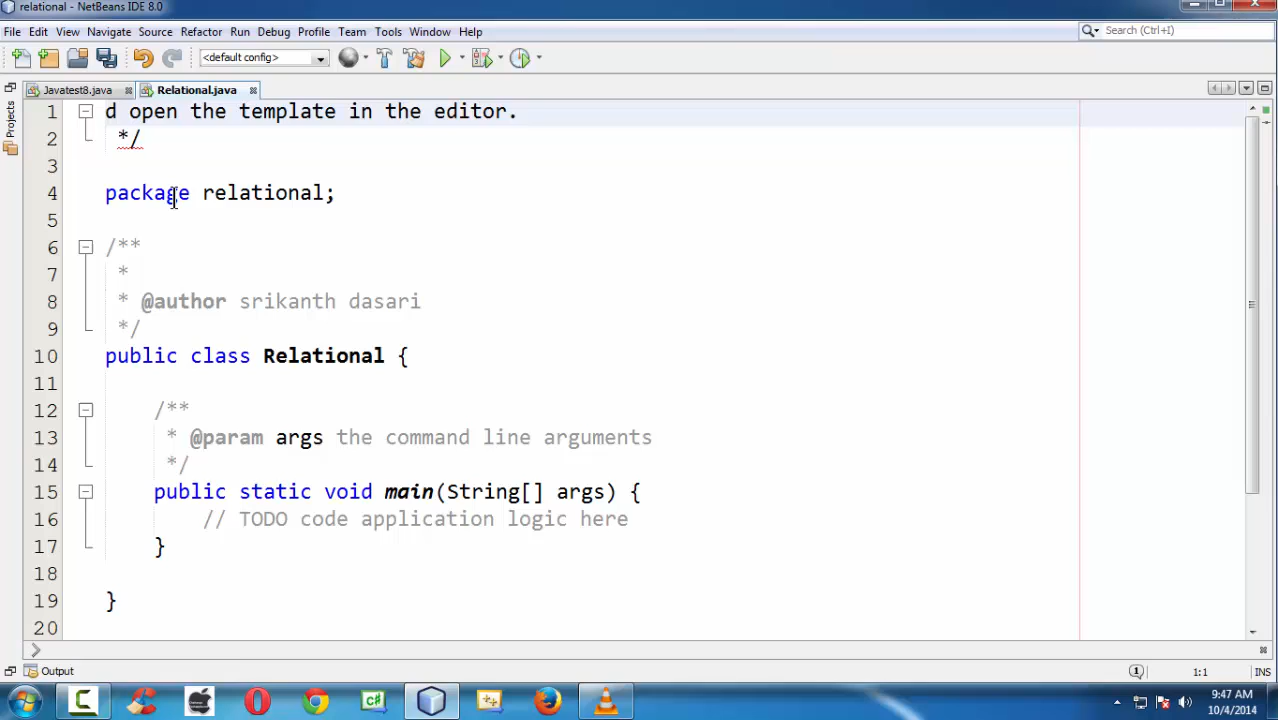 relational - NetBeans IDE 8.0
File Edit View Navigate Source Refactor Run Debug Profile Team Tools Window Help
Search (Ctrl+I)
<default config>
Javatest8.java Relational.java
Projects
1 d open the template in the editor.
2 */
3
4 package relational;
5
6 /**
7 *
8 * @author srikanth dasari
9 */
10 public class Relational {
11
12 /**
13 * @param args the command line arguments
14 */
15 public static void main(String[] args) {
16 // TODO code application logic here
17 }
18
19 }
20
Output
1:1 INS
9:47 AM
10/4/2014